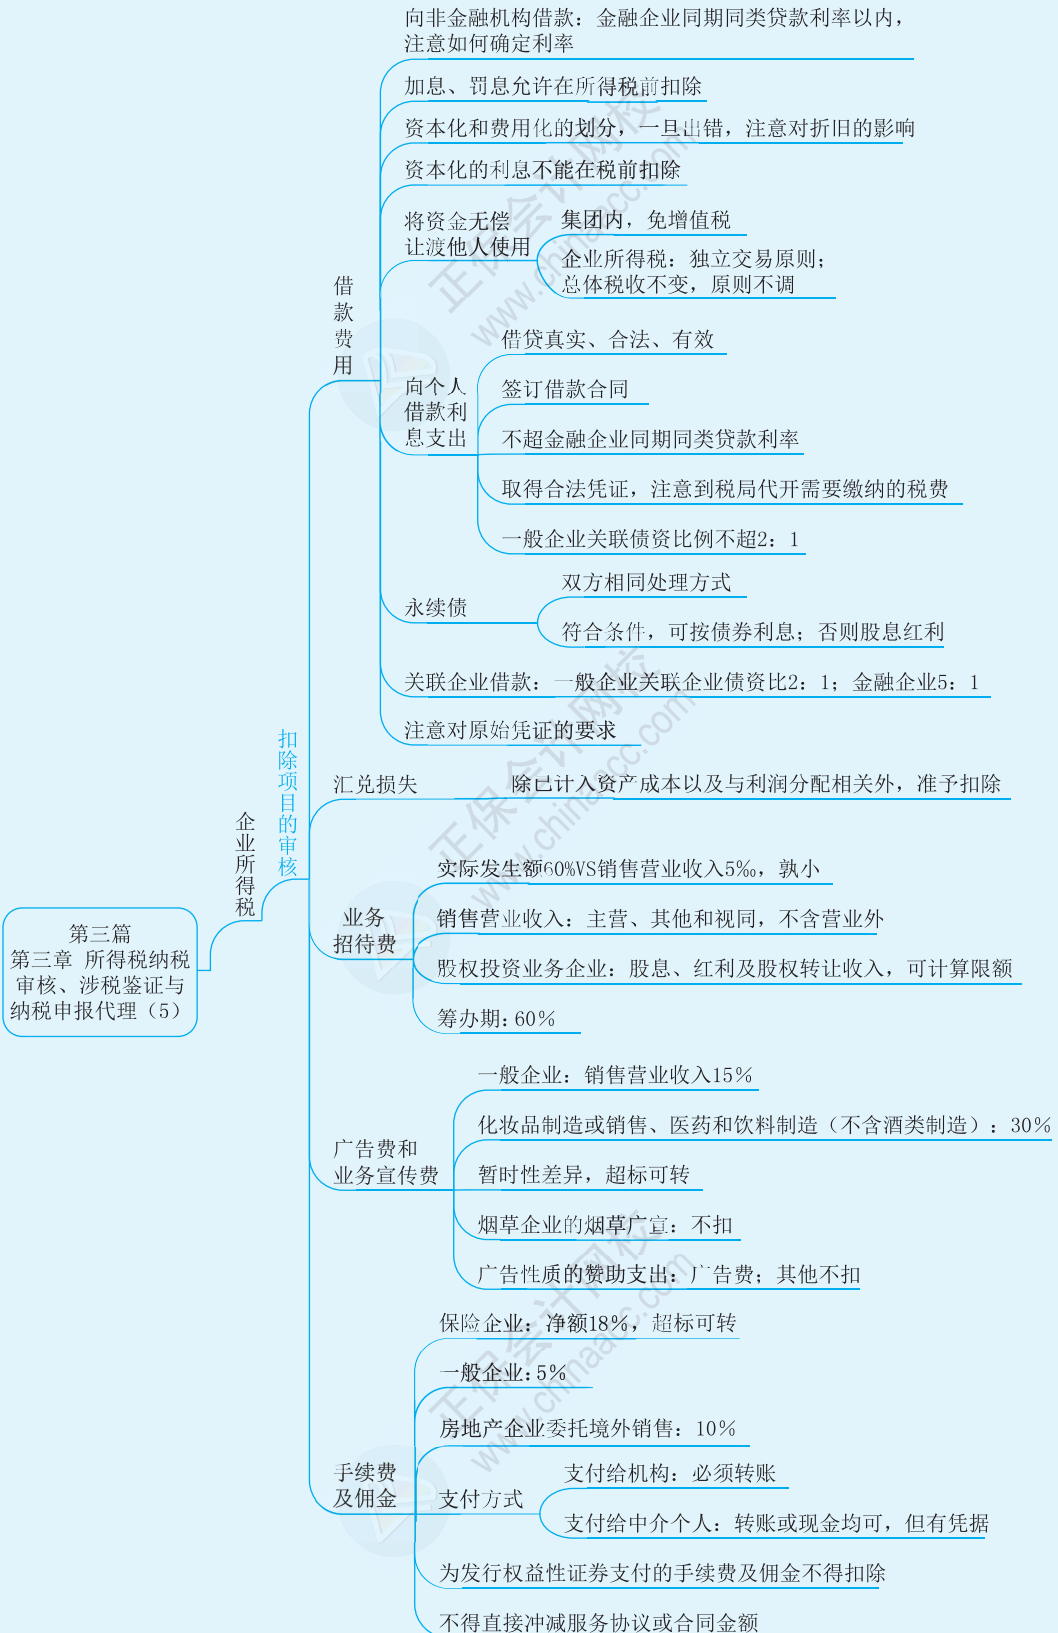 向非金融机构借款：金融企业同期同类贷款利率以内，
注意如何确定利率
加息、罚息允许在所得税前扣除
资本化和费用化的划分，一旦出错，注意对折旧的影响
资本化的利息不能在税前扣除
将资金无偿
让渡他人使用
集团内，免增值税
企业所得税：独立交易原则；
总体税收不变，原则不调
借
款
费
用
借贷真实、合法、有效
签订借款合同
向个人
借款利
息支出
不超金融企业同期同类贷款利率
取得合法凭证，注意到税局代开需要缴纳的税费
一般企业关联债资比例不超2：1
永续债
双方相同处理方式
符合条件，可按债券利息；否则股息红利
关联企业借款：一般企业关联企业债资比2：1；金融企业5：1
注意对原始凭证的要求
扣除项目的审核
企业所得税
第三篇
第三章 所得税纳税
审核、涉税鉴证与
纳税申报代理（5）
汇兑损失
除已计入资产成本以及与利润分配相关外，准予扣除
业务
招待费
实际发生额60%VS销售营业收入5‰，孰小
销售营业收入：主营、其他和视同，不含营业外
股权投资业务企业：股息、红利及股权转让收入，可计算限额
筹办期：60%
广告费和
业务宣传费
一般企业：销售营业收入15%
化妆品制造或销售、医药和饮料制造（不含酒类制造）：30%
暂时性差异，超标可转
烟草企业的烟草广宣：不扣
广告性质的赞助支出：广告费；其他不扣
手续费
及佣金
保险企业：净额18%，超标可转
一般企业：5%
房地产企业委托境外销售：10%
支付方式
支付给机构：必须转账
支付给中介个人：转账或现金均可，但有凭据
为发行权益性证券支付的手续费及佣金不得扣除
不得直接冲减服务协议或合同金额
正保会计网校
www.chinaacc.com
正保会计网校
www.chinaacc.com
正保会计网校
www.chinaacc.com